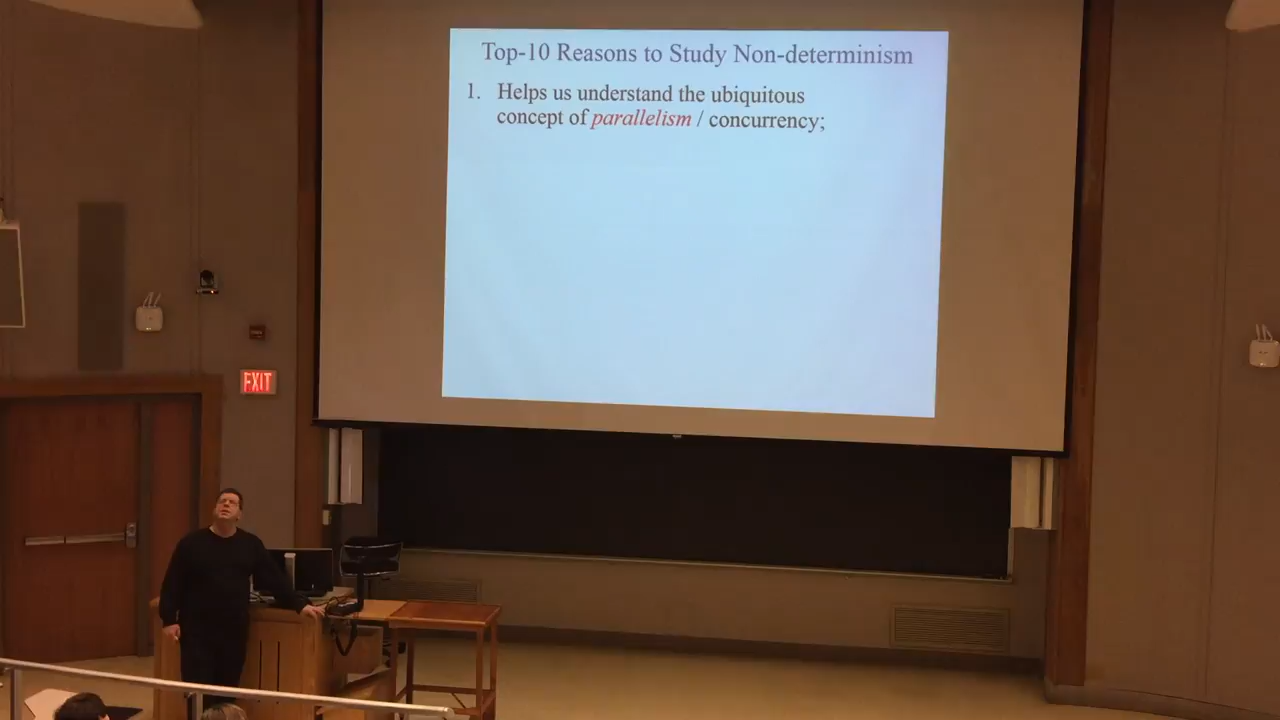 Top-10 Reasons to Study Non-determinism
1. Helps us understand the ubiquitous
concept of parallelism / concurrency;
EXIT